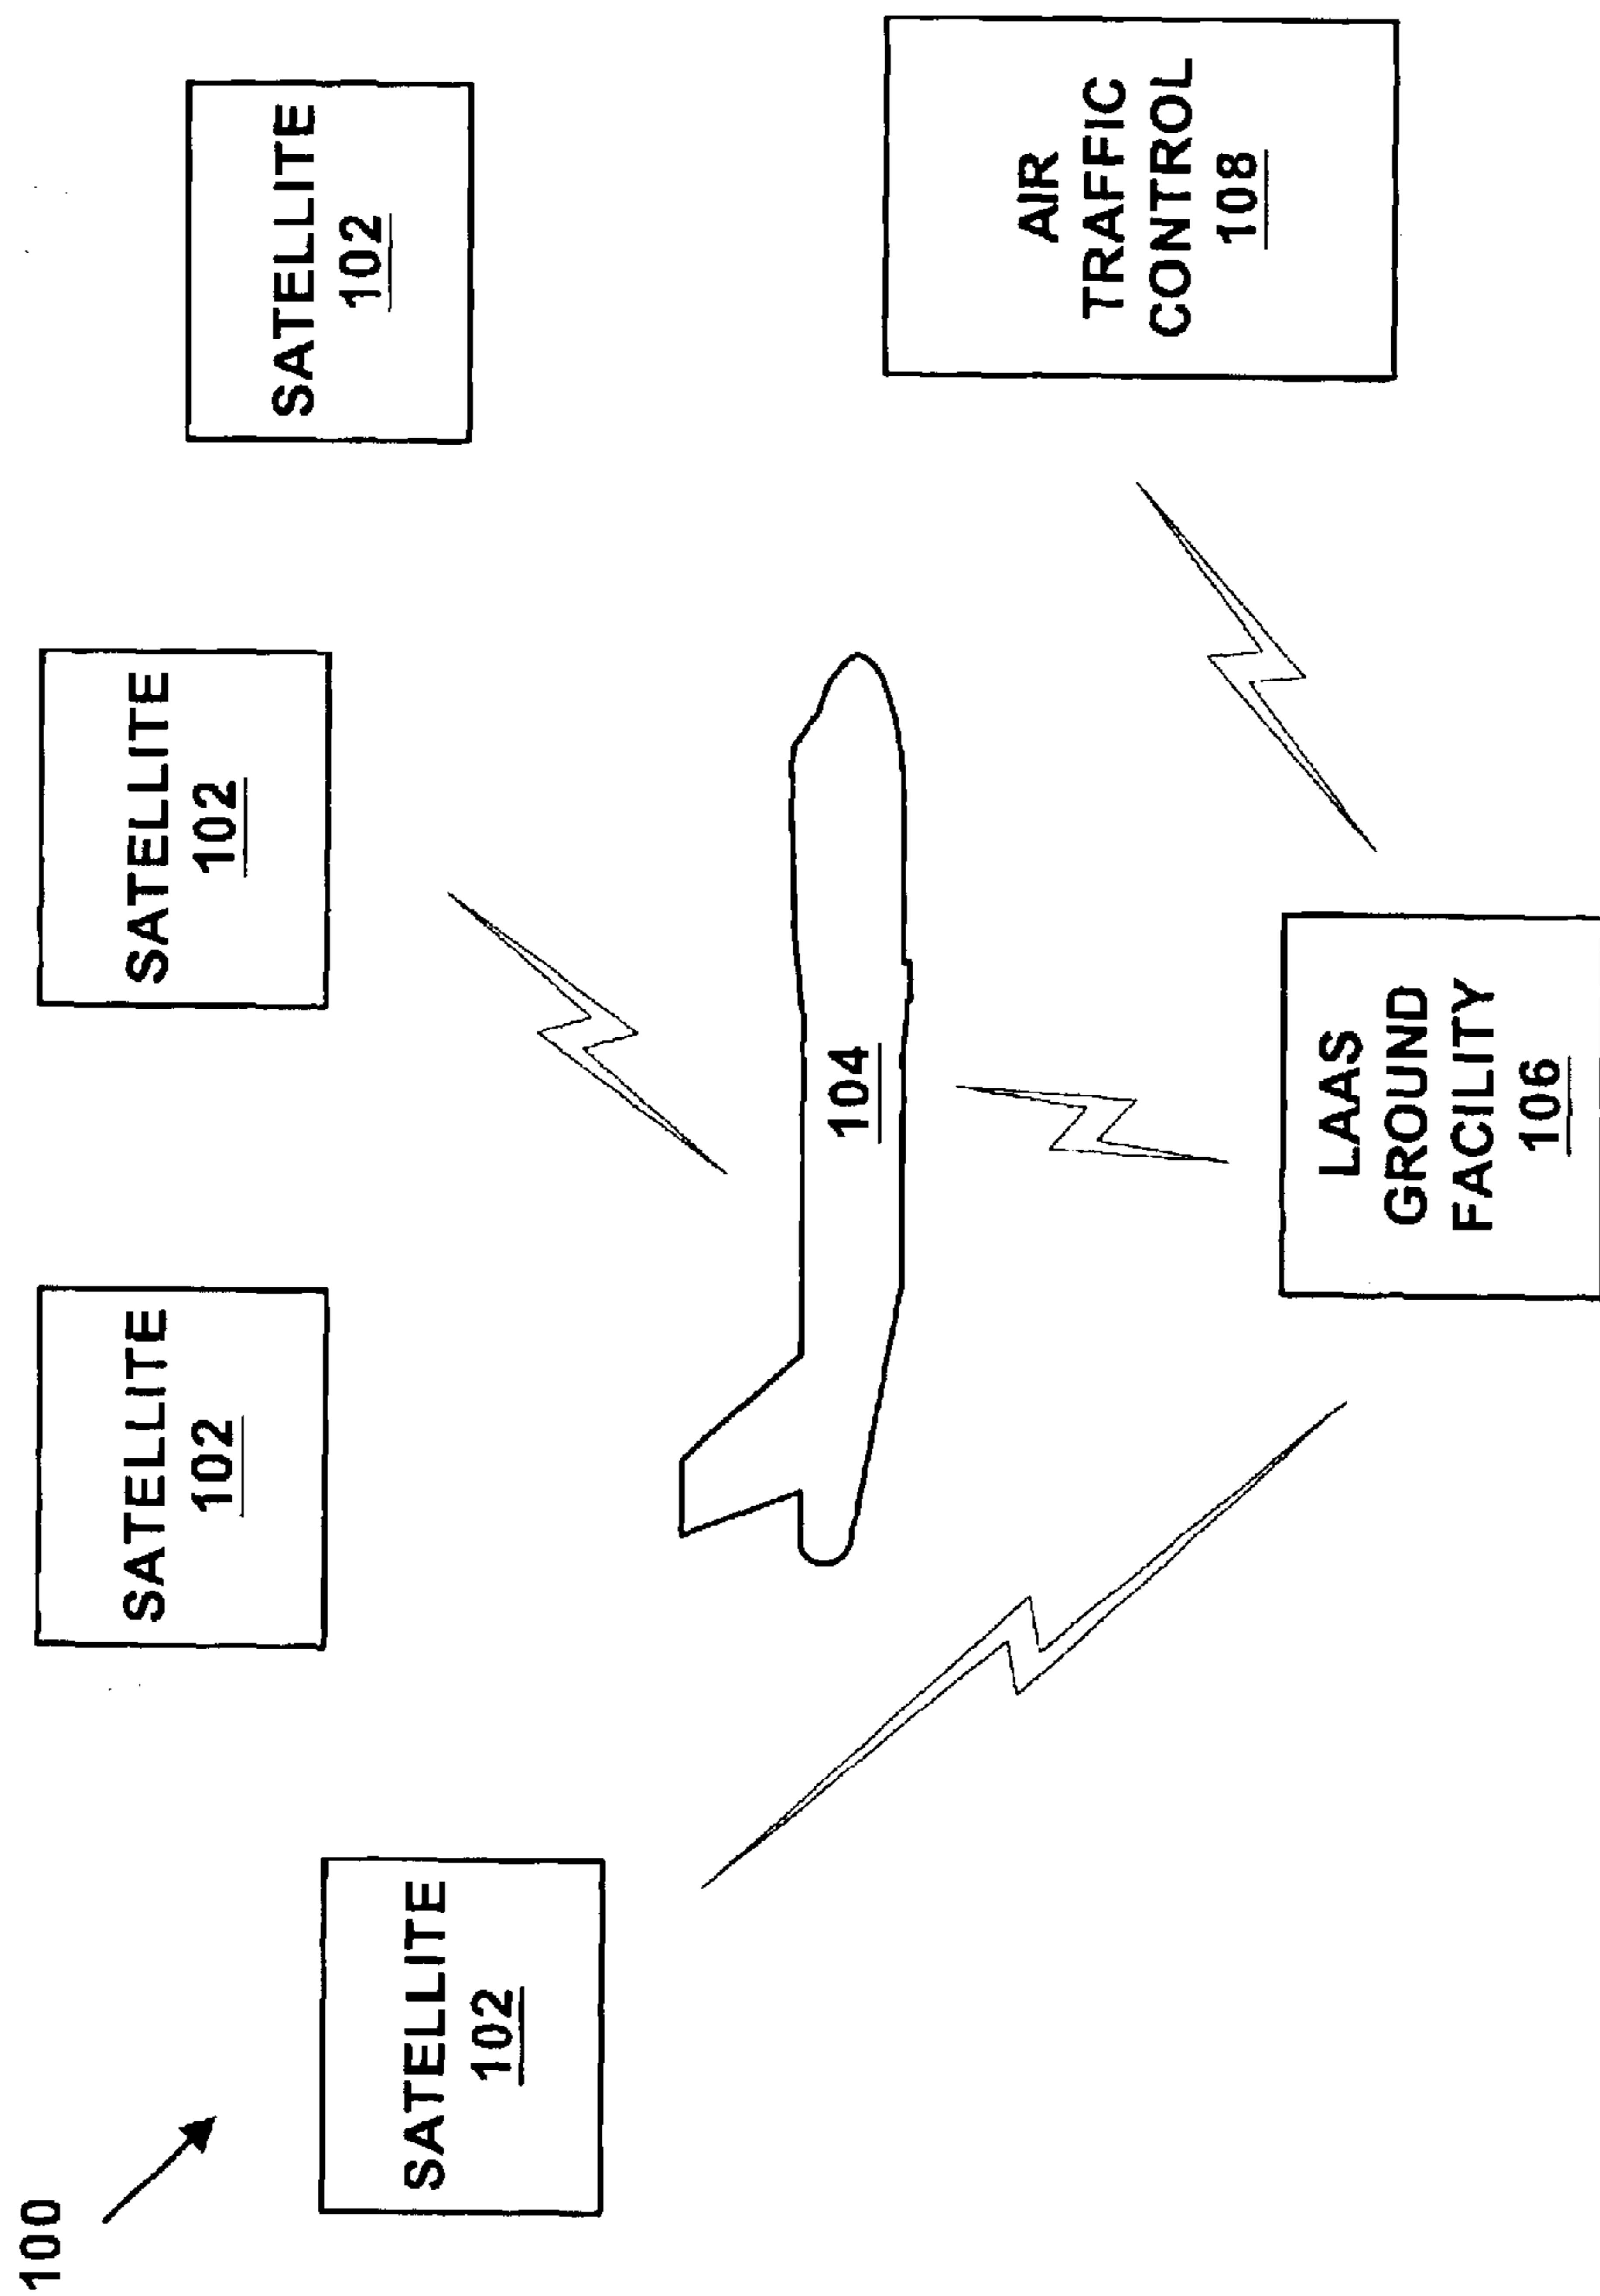 100
SATELLITE
102
SATELLITE
102
SATELLITE
102
SATELLITE
102
104
LAAS
GROUND
FACILITY
106
AIR
TRAFFIC
CONTROL
108